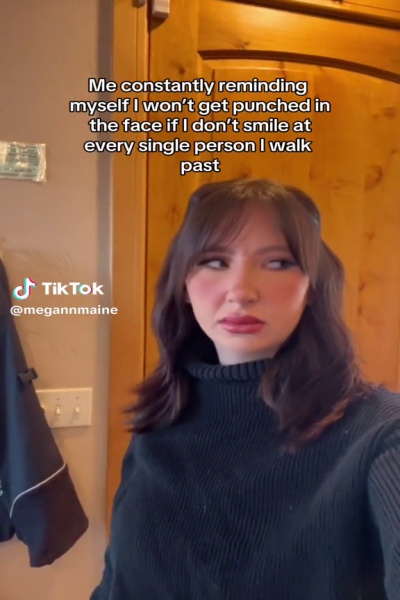 Me constantly reminding
myself I won't get punched in
the face if I don't smile at
every single person I walk
past
TikTok
@megannmaine